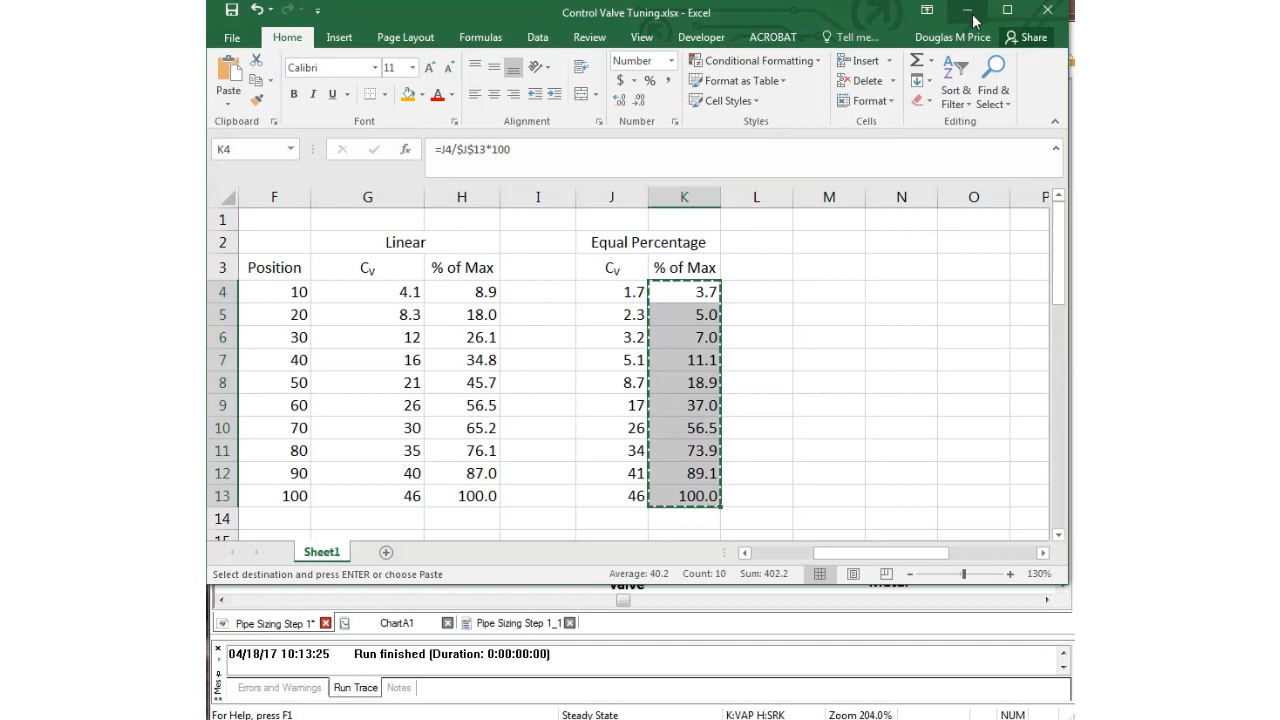 Control Valve Tuning.xlsx - Excel
File Home Insert Page Layout Formulas Data Review View Developer ACROBAT Tell me... Douglas M Price Share
Calibri 11 Number Conditional Formatting Insert
Paste B I U A $ % , Format as Table Delete Sort & Filter Find & Select
Cell Styles Format
Clipboard Font Alignment Number Styles Cells Editing
K4 fx =J4/$J$13*100
F G H I J K L M N O P
1
2 Linear Equal Percentage
3 Position Cv % of Max Cv % of Max
4 10 4.1 8.9 1.7 3.7
5 20 8.3 18.0 2.3 5.0
6 30 12 26.1 3.2 7.0
7 40 16 34.8 5.1 11.1
8 50 21 45.7 8.7 18.9
9 60 26 56.5 17 37.0
10 70 30 65.2 26 56.5
11 80 35 76.1 34 73.9
12 90 40 87.0 41 89.1
13 100 46 100.0 46 100.0
14
15
Sheet1
Select destination and press ENTER or choose Paste Average: 40.2 Count: 10 Sum: 402.2 130%
Valve
Pipe Sizing Step 1* ChartA1 Pipe Sizing Step 1_1
04/18/17 10:13:25 Run finished (Duration: 0:00:00:00)
Mes
Errors and Warnings Run Trace Notes
For Help, press F1 Steady State K:VAP H:SRK Zoom 204.0% NUM